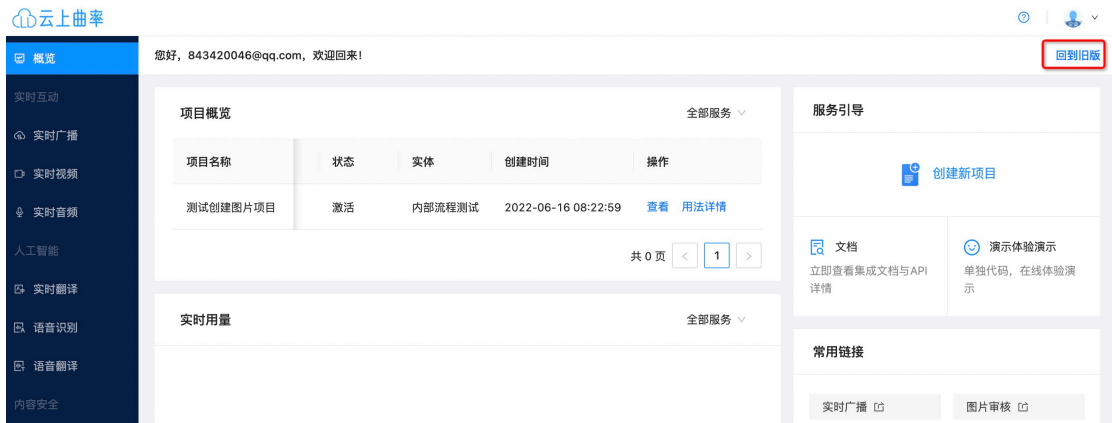 云上曲率
概览
您好，843420046@qq.com，欢迎回来！
回到旧版
实时互动
实时广播
实时视频
实时音频
人工智能
实时翻译
语音识别
语音翻译
内容安全
项目概览
全部服务
项目名称 状态 实体 创建时间 操作
测试创建图片项目 激活 内部流程测试 2022-06-16 08:22:59 查看 用法详情
共 0 页 < 1 >
实时用量
全部服务
服务引导
创建新项目
文档
立即查看集成文档与API
详情
演示体验演示
单独代码，在线体验演
示
常用链接
实时广播
图片审核